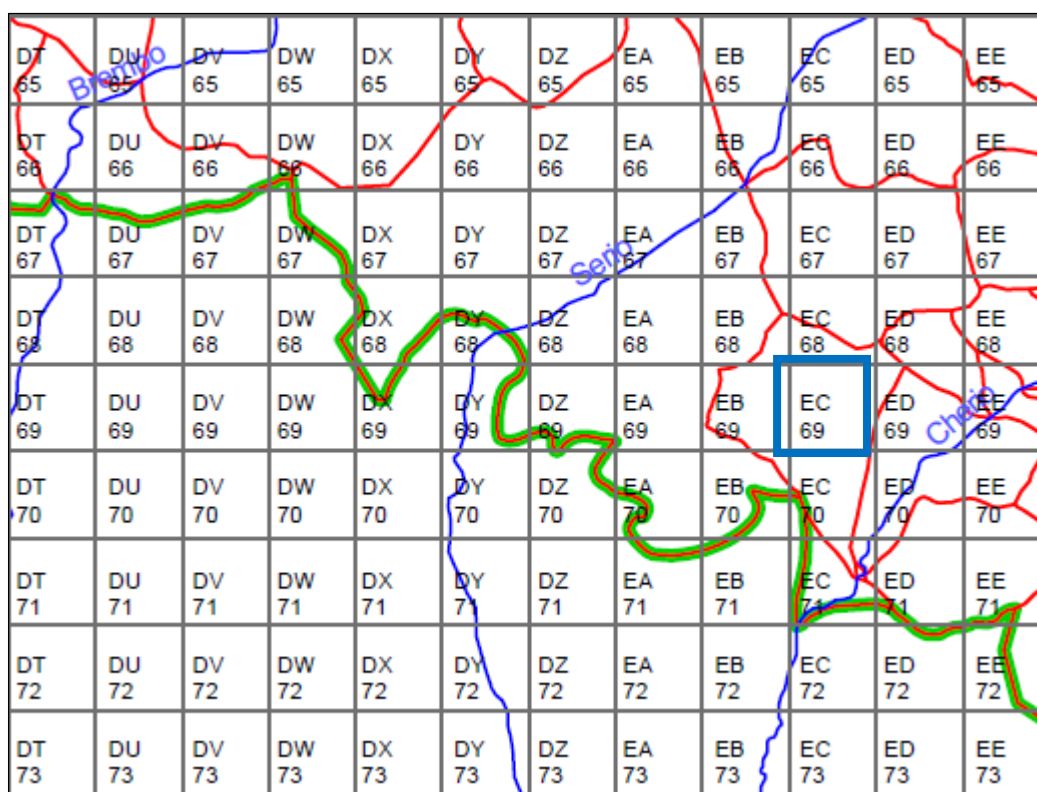 DT DU DV DW DX DY DZ EA EB EC ED EE
65 65 65 65 65 65 65 65 65 65 65 65
Brembo
DT DU DV DW DX DY DZ EA EB EC ED EE
66 66 66 66 66 66 66 66 66 66 66 66
DT DU DV DW DX DY DZ EA EB EC ED EE
67 67 67 67 67 67 67 67 67 67 67 67
Serio
DT DU DV DW DX DY DZ EA EB EC ED EE
68 68 68 68 68 68 68 68 68 68 68 68
DT DU DV DW DX DY DZ EA EB EC ED EE
69 69 69 69 69 69 69 69 69 69 69 69
Cherio
DT DU DV DW DX DY DZ EA EB EC ED EE
70 70 70 70 70 70 70 70 70 70 70 70
DT DU DV DW DX DY DZ EA EB EC ED EE
71 71 71 71 71 71 71 71 71 71 71 71
DT DU DV DW DX DY DZ EA EB EC ED EE
72 72 72 72 72 72 72 72 72 72 72 72
DT DU DV DW DX DY DZ EA EB EC ED EE
73 73 73 73 73 73 73 73 73 73 73 73